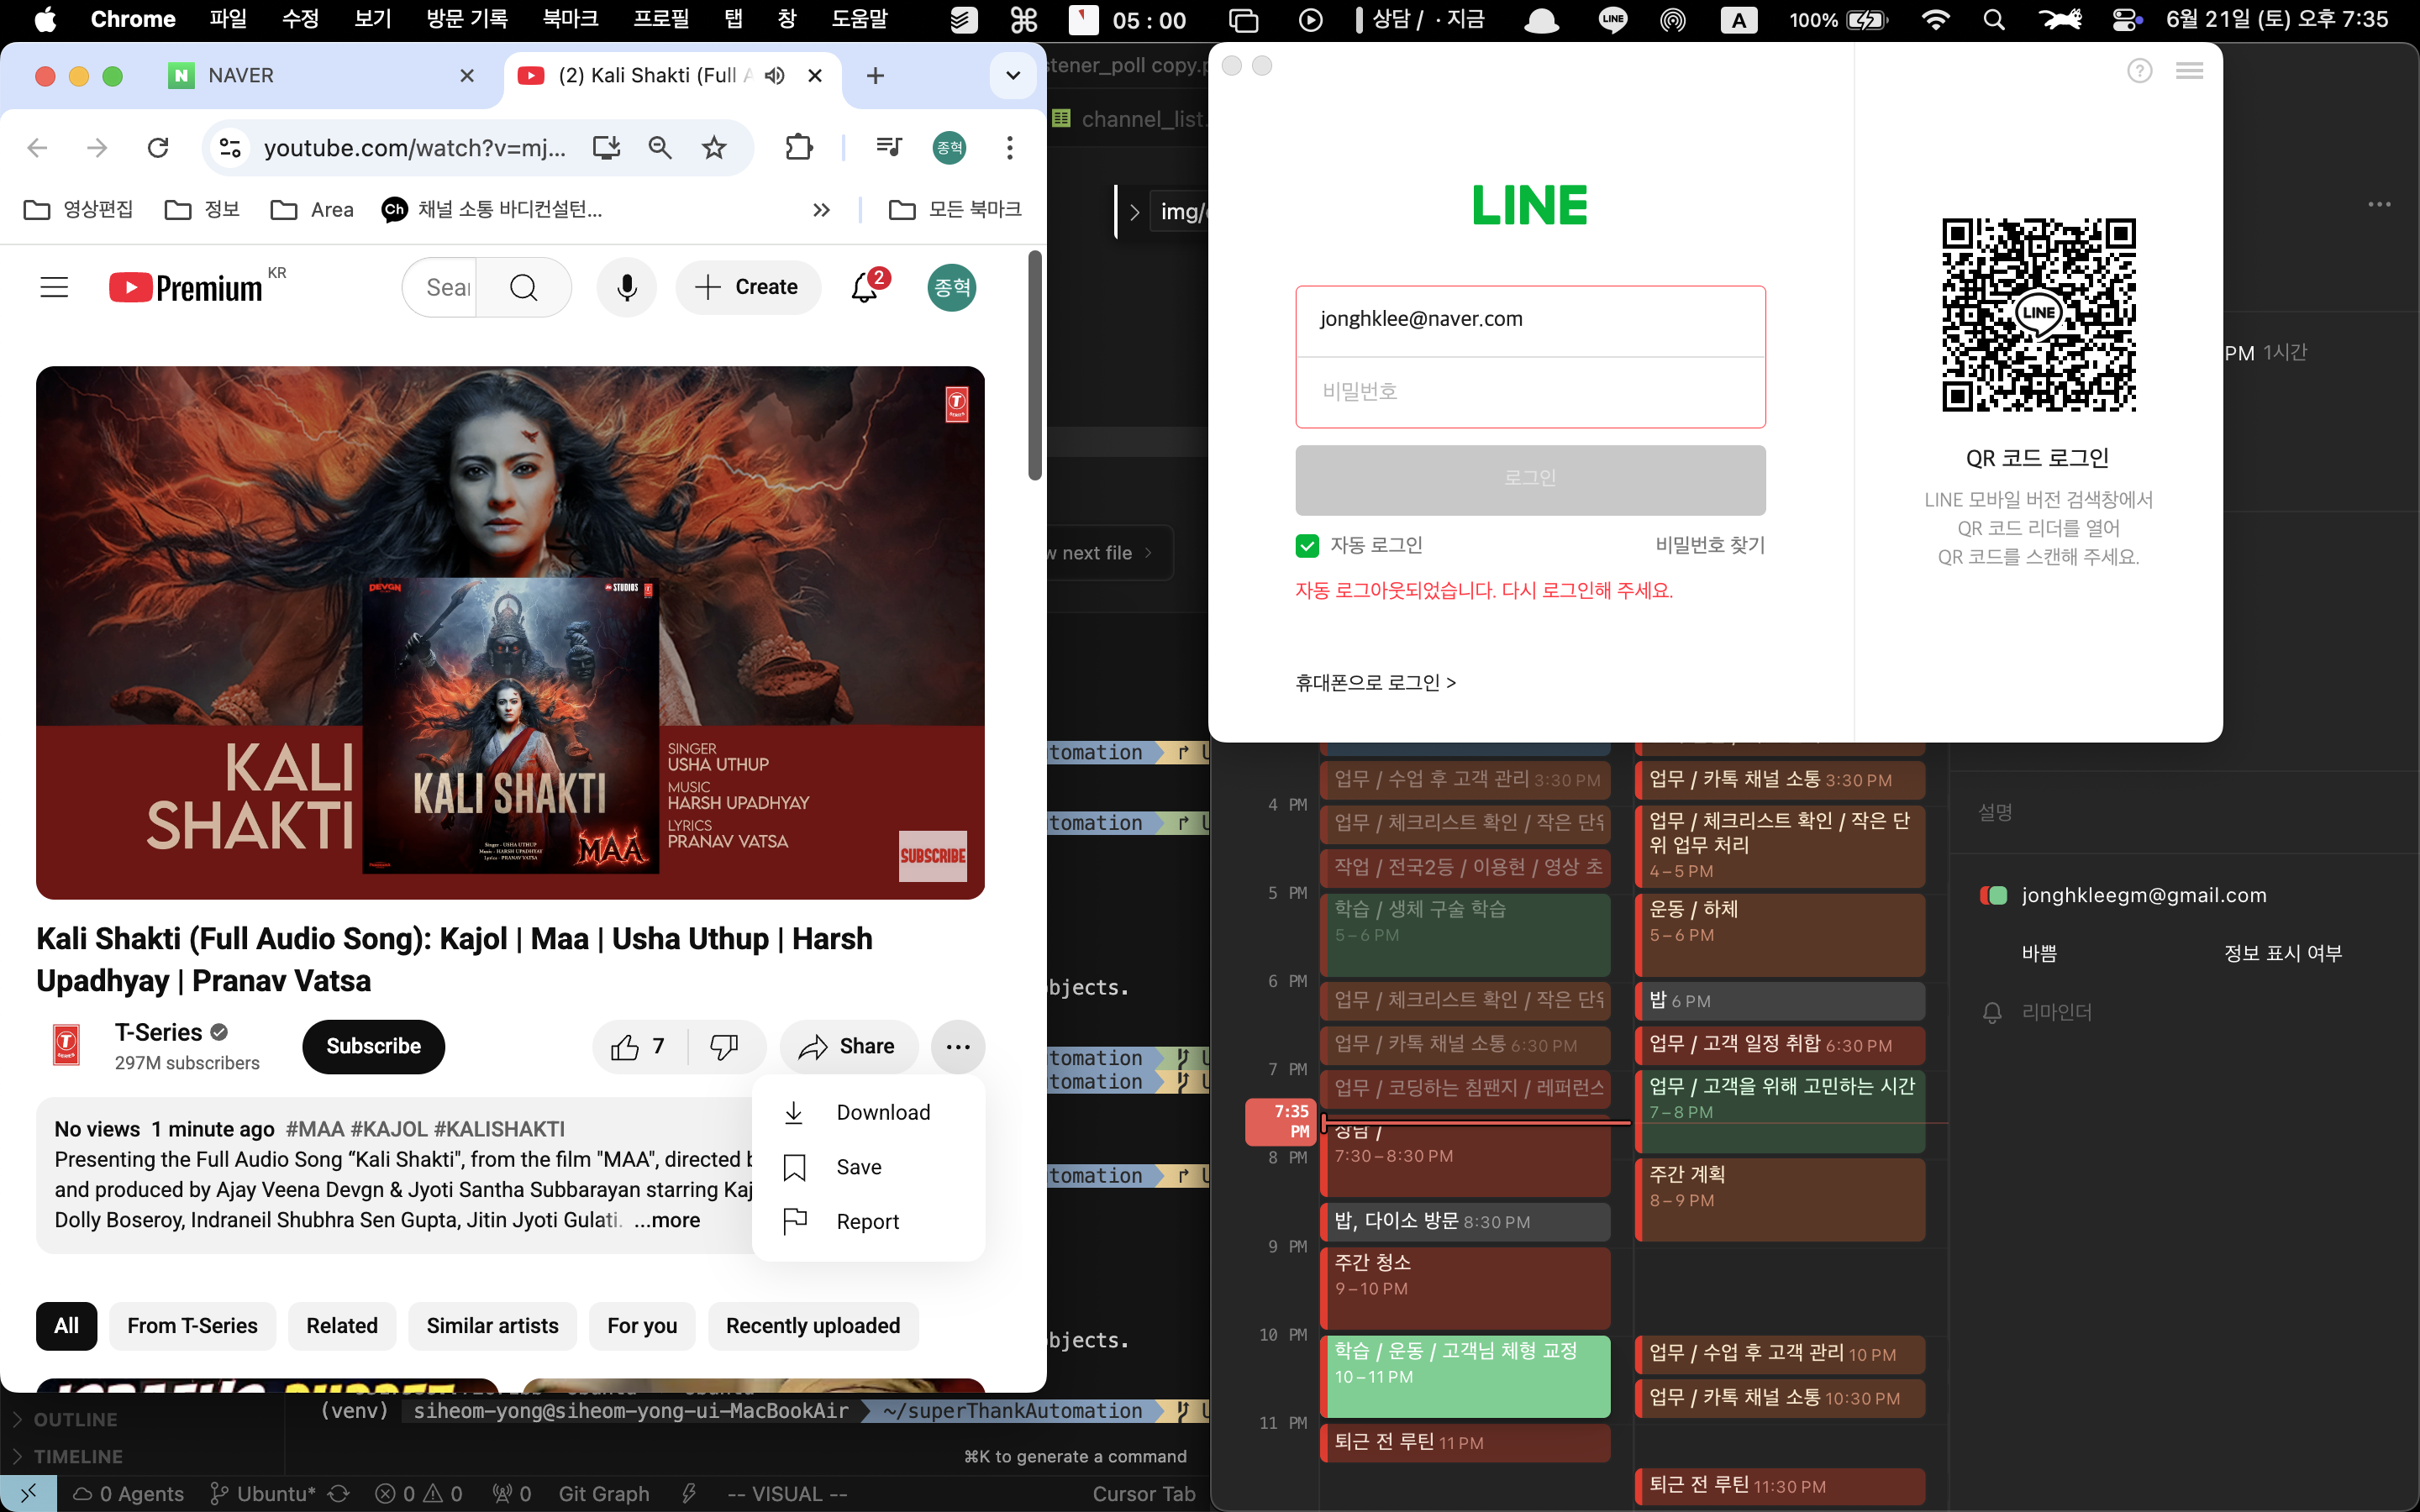 Chrome 파일 수정 보기 방문 기록 북마크 프로필 탭 창 도움말 05 : 00 상담 / · 지금 LINE A 100% 6월 21일 (토) 오후 7:35
NAVER
(2) Kali Shakti (Full
youtube.com/watch?v=mj...
종혁
영상편집
정보
Area
Ch 채널 소통 바디컨설턴...
모든 북마크
Premium KR
Create
2
종혁
KALI
SHAKTI
DEVGN
STUDIOS
KALI SHAKTI
Singer - USHA UTHUP
Music - HARSH UPADHYAY
Lyrics - PRANAV VATSA
MAA
SINGER
USHA UTHUP
MUSIC
HARSH UPADHYAY
LYRICS
PRANAV VATSA
SUBSCRIBE
T
SERIES
Kali Shakti (Full Audio Song): Kajol | Maa | Usha Uthup | Harsh
Upadhyay | Pranav Vatsa
T-Series
297M subscribers
Subscribe
7
Share
Download
Save
Report
No views 1 minute ago #MAA #KAJOL #KALISHAKTI
Presenting the Full Audio Song “Kali Shakti", from the film "MAA", directed
and produced by Ajay Veena Devgn & Jyoti Santha Subbarayan starring
Dolly Boseroy, Indraneil Shubhra Sen Gupta, Jitin Jyoti Gulati. ...more
All
From T-Series
Related
Similar artists
For you
Recently uploaded
OUTLINE
TIMELINE
(venv) siheom-yong@siheom-yong-ui-MacBookAir ~/superThankAutomation
⌘K to generate a command
0 Agents Ubuntu* 0 0 0 Git Graph -- VISUAL -- Cursor Tab
copy.
channel_list.
img/
next file
tomation
tomation
bjects.
tomation
tomation
tomation
bjects.
LINE
jonghklee@naver.com
비밀번호
로그인
자동 로그인
비밀번호 찾기
자동 로그아웃되었습니다. 다시 로그인해 주세요.
휴대폰으로 로그인 >
LINE
QR 코드 로그인
LINE 모바일 버전 검색창에서
QR 코드 리더를 열어
QR 코드를 스캔해 주세요.
PM 1시간
4 PM
5 PM
6 PM
7 PM
7:35
PM
8 PM
9 PM
10 PM
11 PM
업무 / 수업 후 고객 관리 3:30 PM
업무 / 체크리스트 확인 / 작은 단위
작업 / 전국2등 / 이용현 / 영상 초
학습 / 생체 구술 학습
5 – 6 PM
업무 / 체크리스트 확인 / 작은 단위
업무 / 카톡 채널 소통 6:30 PM
업무 / 코딩하는 침팬지 / 레퍼런스
상담 /
7:30 – 8:30 PM
밥, 다이소 방문 8:30 PM
주간 청소
9 – 10 PM
학습 / 운동 / 고객님 체형 교정
10 – 11 PM
퇴근 전 루틴 11 PM
업무 / 카톡 채널 소통 3:30 PM
업무 / 체크리스트 확인 / 작은 단
위 업무 처리
4 – 5 PM
운동 / 하체
5 – 6 PM
밥 6 PM
업무 / 고객 일정 취합 6:30 PM
업무 / 고객을 위해 고민하는 시간
7 – 8 PM
주간 계획
8 – 9 PM
업무 / 수업 후 고객 관리 10 PM
업무 / 카톡 채널 소통 10:30 PM
퇴근 전 루틴 11:30 PM
설명
jonghkleegm@gmail.com
바쁨 정보 표시 여부
리마인더